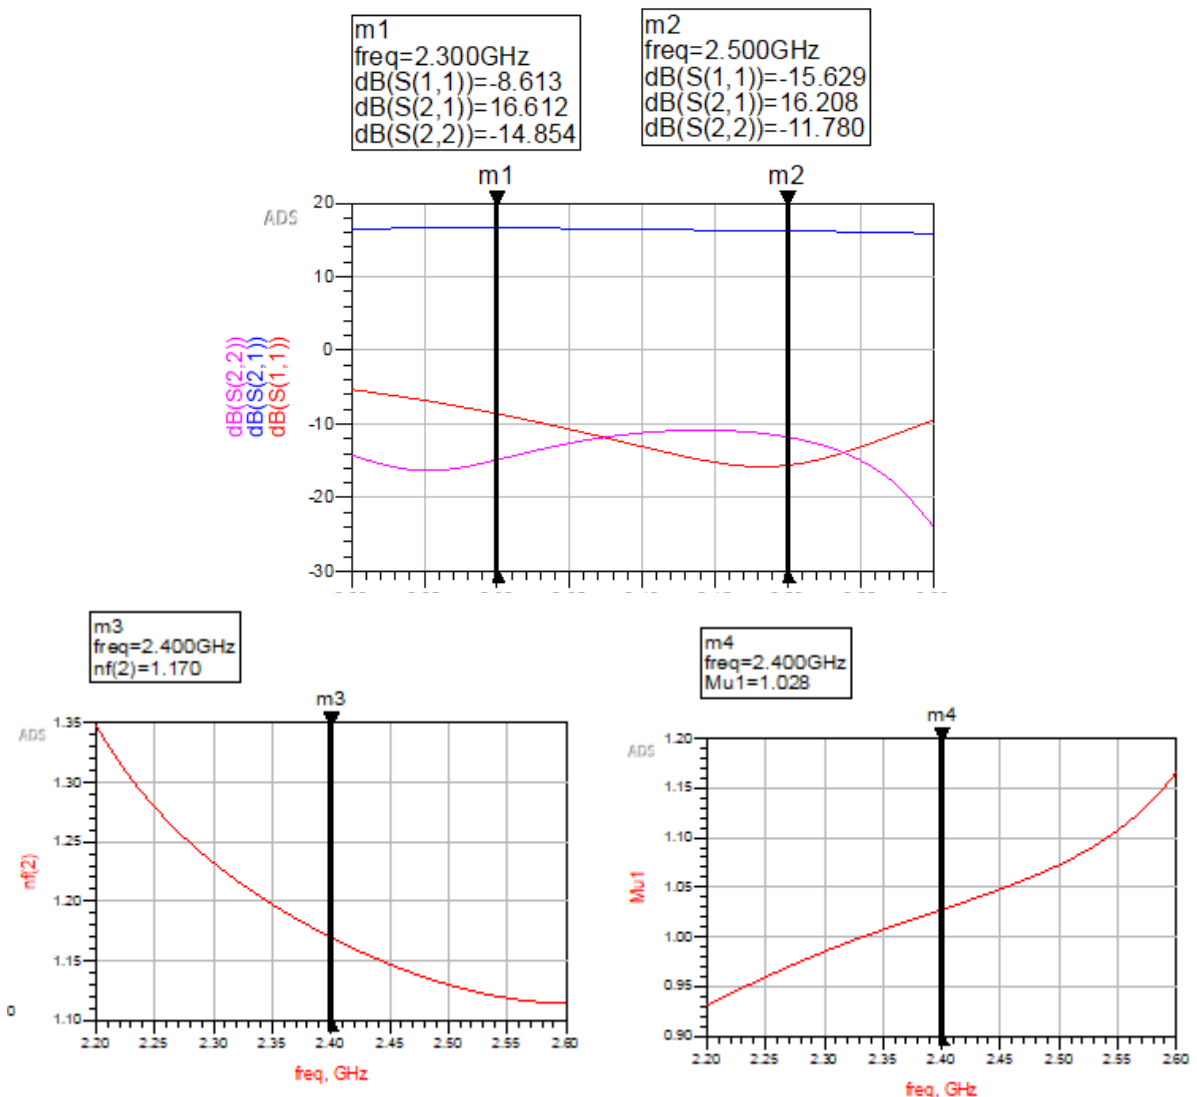 m1
freq=2.300GHz
dB(S(1,1))=-8.613
dB(S(2,1))=16.612
dB(S(2,2))=-14.854
m2
freq=2.500GHz
dB(S(1,1))=-15.629
dB(S(2,1))=16.208
dB(S(2,2))=-11.780
m1
m2
ADS
20
10
0
-10
-20
-30
dB(S(2,2))
dB(S(2,1))
dB(S(1,1))
m3
freq=2.400GHz
nf(2)=1.170
m3
ADS
1.35
1.30
1.25
1.20
1.15
1.10
nf(2)
0
2.20 2.25 2.30 2.35 2.40 2.45 2.50 2.55 2.60
freq, GHz
m4
freq=2.400GHz
Mu1=1.028
m4
ADS
1.20
1.15
1.10
1.05
1.00
0.95
0.90
Mu1
2.20 2.25 2.30 2.35 2.40 2.45 2.50 2.55 2.60
freq, GHz